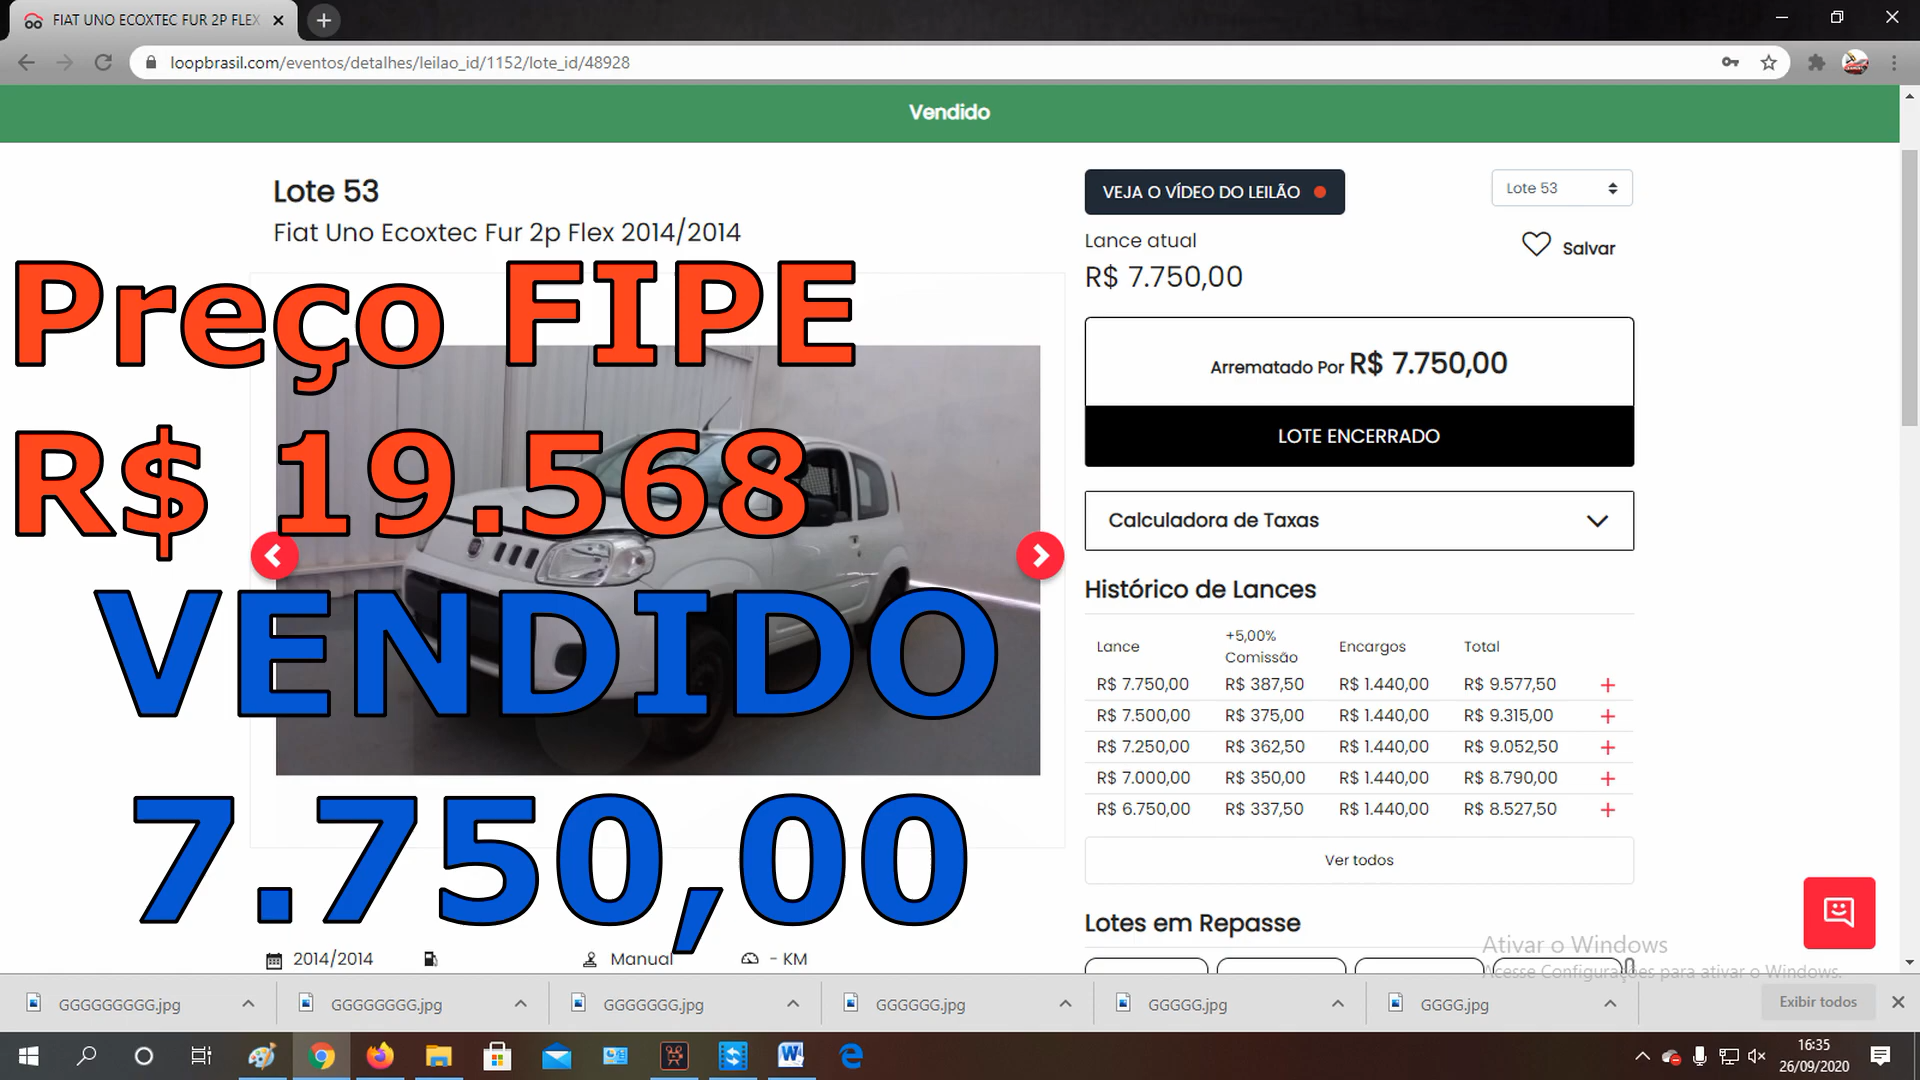 FIAT UNO ECOXTEC FUR 2P FLEX
loopbrasil.com/eventos/detalhes/leilao_id/1152/lote_id/48928
Vendido
Lote 53
Fiat Uno Ecoxtec Fur 2p Flex 2014/2014
Preço FIPE
R$ 19.568
VENDIDO
7.750,00
2014/2014
Manual
- KM
VEJA O VÍDEO DO LEILÃO
Lote 53
Lance atual
Salvar
R$ 7.750,00
Arrematado Por R$ 7.750,00
LOTE ENCERRADO
Calculadora de Taxas
Histórico de Lances
Lance +5,00% Comissão Encargos Total
R$ 7.750,00 R$ 387,50 R$ 1.440,00 R$ 9.577,50 +
R$ 7.500,00 R$ 375,00 R$ 1.440,00 R$ 9.315,00 +
R$ 7.250,00 R$ 362,50 R$ 1.440,00 R$ 9.052,50 +
R$ 7.000,00 R$ 350,00 R$ 1.440,00 R$ 8.790,00 +
R$ 6.750,00 R$ 337,50 R$ 1.440,00 R$ 8.527,50 +
Ver todos
Lotes em Repasse
Ativar o Windows
Acesse Configurações para ativar o Windows.
GGGGGGGGG.jpg GGGGGGGG.jpg GGGGGGG.jpg GGGGGG.jpg GGGGG.jpg GGGG.jpg Exibir todos
16:35
26/09/2020